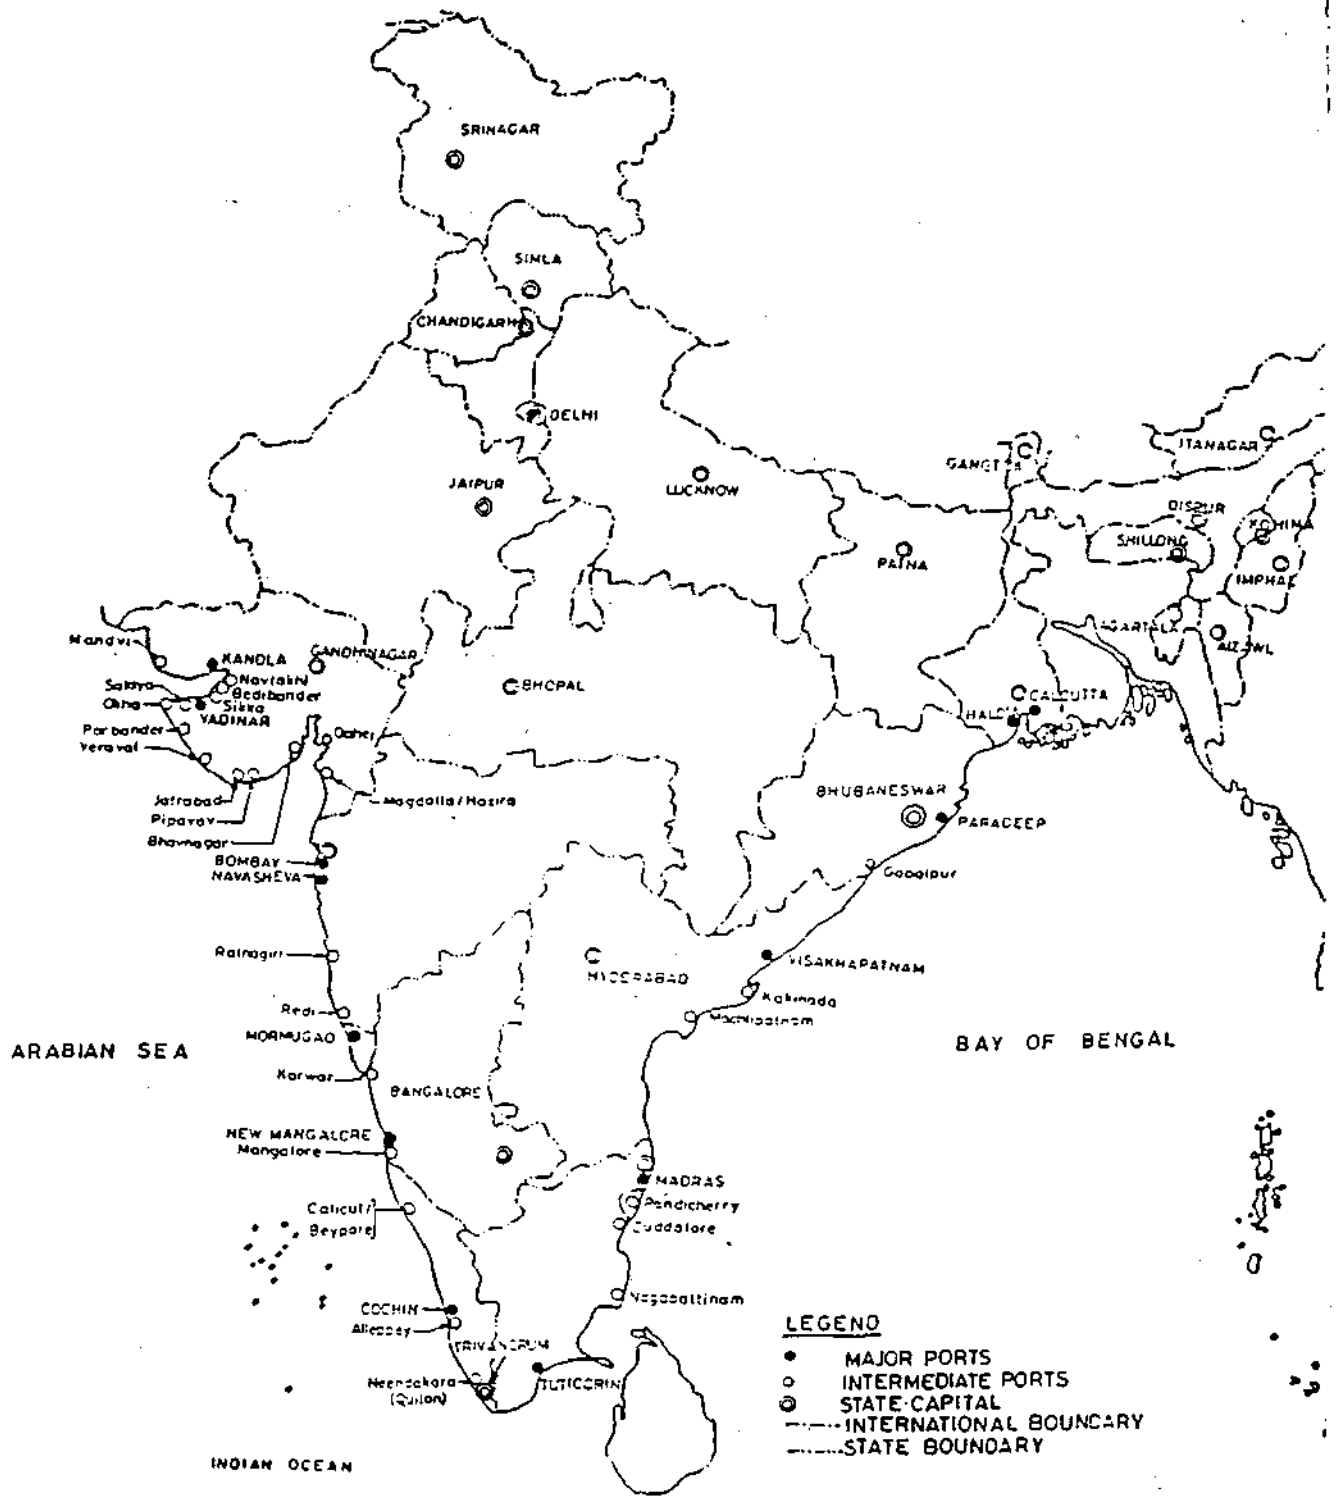 SRINAGAR
SIMLA
CHANDIGARH
DELHI
ITANAGAR
GANGTOK
JAIPUR
LUCKNOW
DISPUR
KOHIMA
SHILLONG
PATNA
IMPHAL
AGARTALA
AIZAWL
Mandvi
KANDLA
GANDHINAGAR
Navlakhi
Bedibander
Salaya
Sikka
Okha
VADINAR
BHOPAL
CALCUTTA
HALDIA
Porbander
Veraval
Daher
Jafrabad
Magdalla/Hazira
Pipavav
Bhavnagar
BHUBANESWAR
PARADEEP
BOMBAY
NAVASHEVA
Gopalpur
Ratnagiri
HYDERABAD
VISAKHAPATNAM
Redi
Kakinada
Machlipatnam
MORMUGAO
ARABIAN SEA
BAY OF BENGAL
Karwar
BANGALORE
NEW MANGALORE
Mangalore
MADRAS
Pondicherry
Calicut/
Beypore
Cuddalore
Nagapattinam
COCHIN
Alleppey
TRIVANDRUM
Neendakara
(Quilon)
TUTICORIN
LEGEND
MAJOR PORTS
INTERMEDIATE PORTS
STATE-CAPITAL
INTERNATIONAL BOUNDARY
STATE BOUNDARY
INDIAN OCEAN